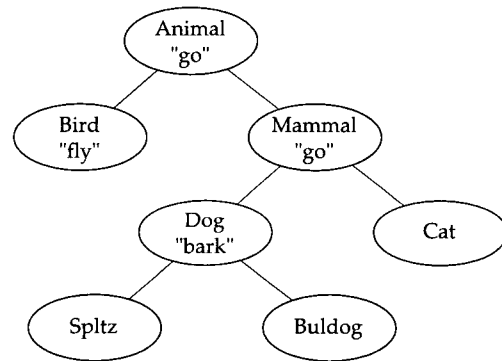 Animal
"go"
Bird
"fly"
Mammal
"go"
Dog
"bark"
Cat
Spltz
Buldog